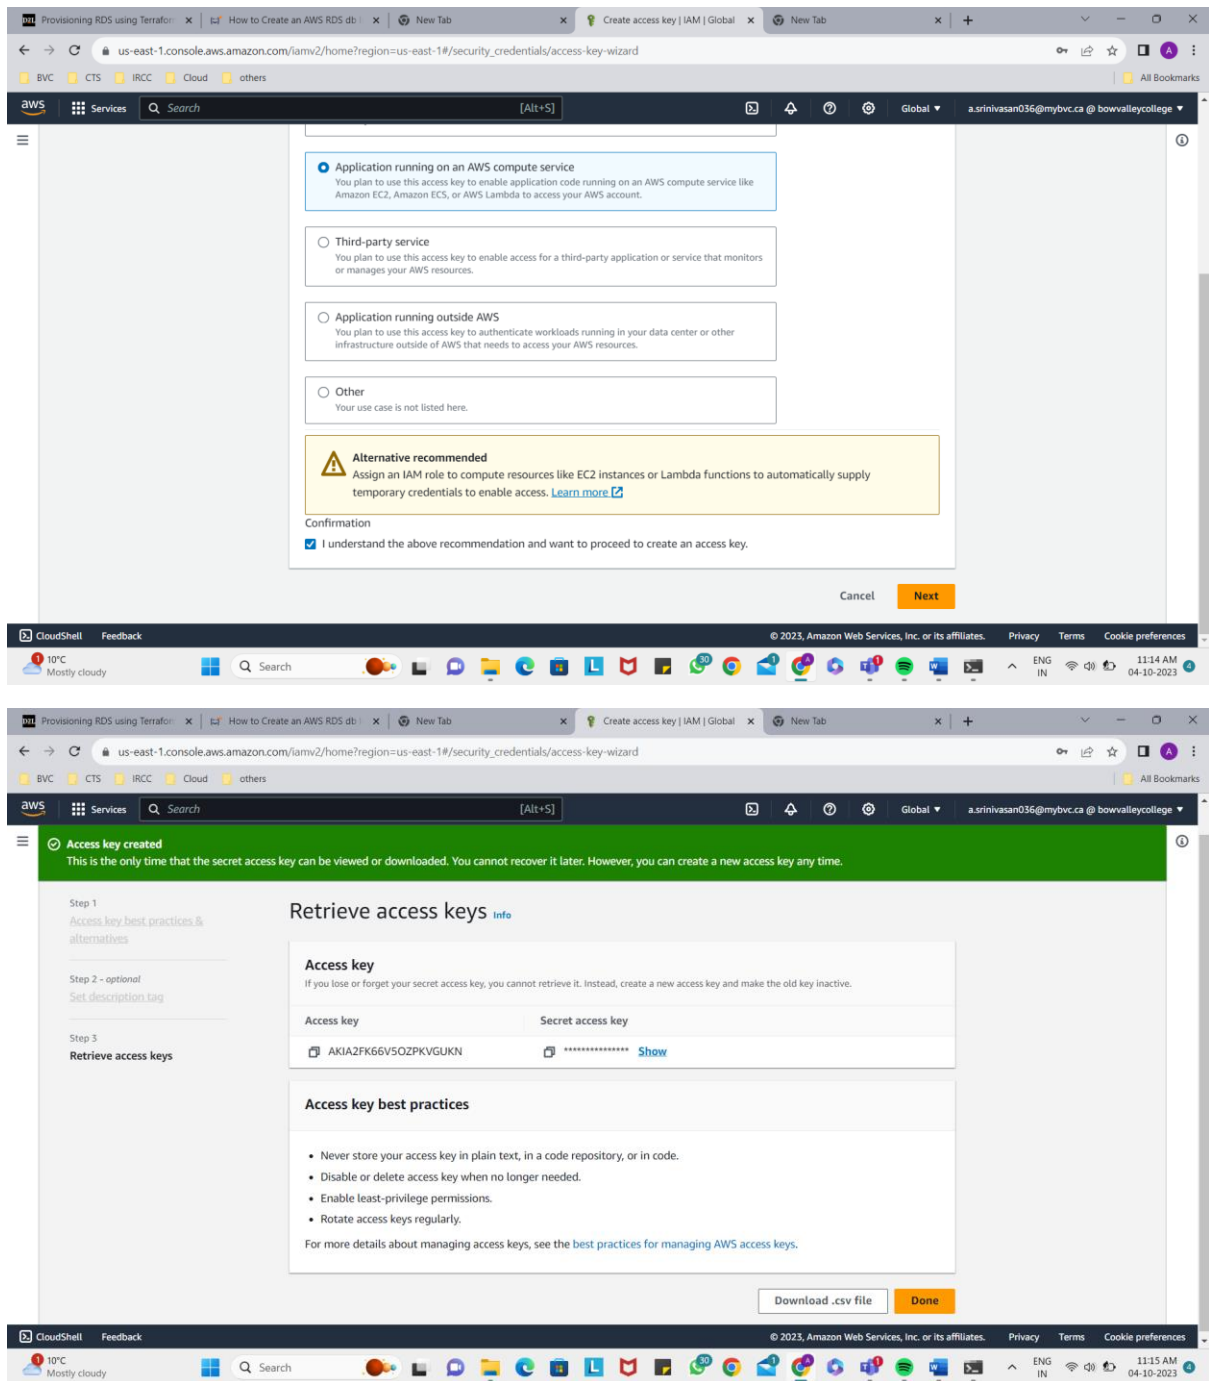 Provisioning RDS using Terraform
How to Create an AWS RDS db
New Tab
Create access key | IAM | Global
New Tab
us-east-1.console.aws.amazon.com/iamv2/home?region=us-east-1#/security_credentials/access-key-wizard
BVC
CTS
IRCC
Cloud
others
All Bookmarks
aws
Services
Search
[Alt+S]
Global
a.srinivasan036@mybvc.ca @ bowvalleycollege
Application running on an AWS compute service
You plan to use this access key to enable application code running on an AWS compute service like
Amazon EC2, Amazon ECS, or AWS Lambda to access your AWS account.
Third-party service
You plan to use this access key to enable access for a third-party application or service that monitors
or manages your AWS resources.
Application running outside AWS
You plan to use this access key to authenticate workloads running in your data center or other
infrastructure outside of AWS that needs to access your AWS resources.
Other
Your use case is not listed here.
Alternative recommended
Assign an IAM role to compute resources like EC2 instances or Lambda functions to automatically supply
temporary credentials to enable access. Learn more
Confirmation
I understand the above recommendation and want to proceed to create an access key.
Cancel
Next
CloudShell
Feedback
© 2023, Amazon Web Services, Inc. or its affiliates.
Privacy
Terms
Cookie preferences
10°C
Mostly cloudy
Search
ENG
IN
11:14 AM
04-10-2023
Provisioning RDS using Terraform
How to Create an AWS RDS db
New Tab
Create access key | IAM | Global
New Tab
us-east-1.console.aws.amazon.com/iamv2/home?region=us-east-1#/security_credentials/access-key-wizard
BVC
CTS
IRCC
Cloud
others
All Bookmarks
aws
Services
Search
[Alt+S]
Global
a.srinivasan036@mybvc.ca @ bowvalleycollege
Access key created
This is the only time that the secret access key can be viewed or downloaded. You cannot recover it later. However, you can create a new access key any time.
Step 1
Access key best practices &
alternatives
Step 2 - optional
Set description tag
Step 3
Retrieve access keys
Retrieve access keys Info
Access key
If you lose or forget your secret access key, you cannot retrieve it. Instead, create a new access key and make the old key inactive.
Access key
Secret access key
AKIA2FK66V5OZPKVGUKN
*************** Show
Access key best practices
• Never store your access key in plain text, in a code repository, or in code.
• Disable or delete access key when no longer needed.
• Enable least-privilege permissions.
• Rotate access keys regularly.
For more details about managing access keys, see the best practices for managing AWS access keys.
Download .csv file
Done
CloudShell
Feedback
© 2023, Amazon Web Services, Inc. or its affiliates.
Privacy
Terms
Cookie preferences
10°C
Mostly cloudy
Search
ENG
IN
11:15 AM
04-10-2023